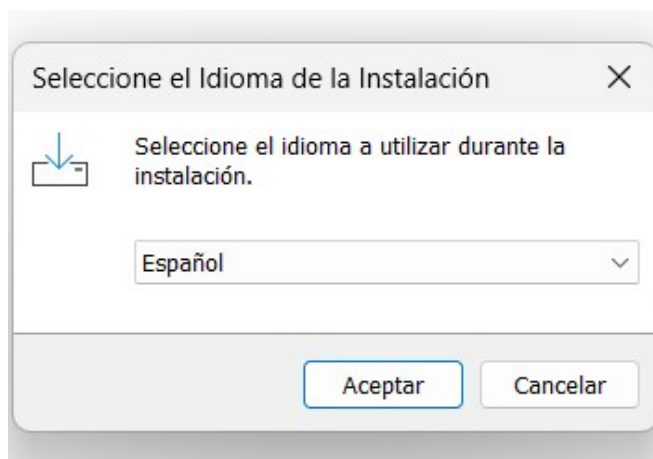 Seleccione el Idioma de la Instalación
Seleccione el idioma a utilizar durante la
instalación.
Español
Aceptar
Cancelar